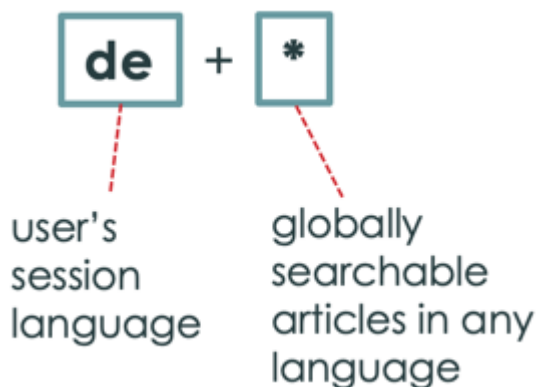 de + *
user's
session
language
globally
searchable
articles in any
language